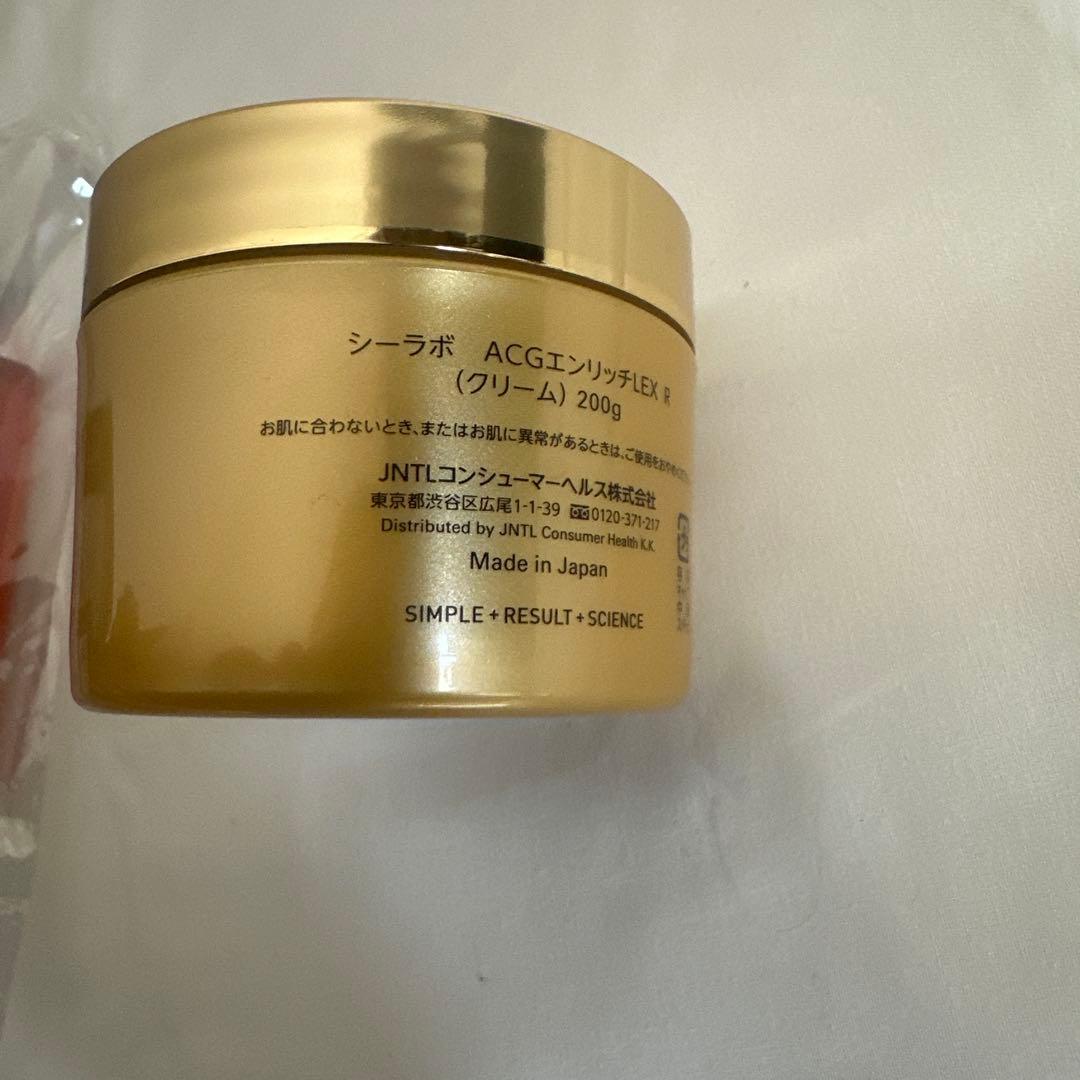 シーラボ ACGエンリッチLEX R
(クリーム) 200g
お肌に合わないとき、またはお肌に異常があるときは、ご使用をおやめ
JNTLコンシューマーヘルス株式会社
東京都渋谷区広尾1-1-39 0120-371-217
Distributed by JNTL Consumer Health K.K.
Made in Japan
SIMPLE + RESULT + SCIENCE